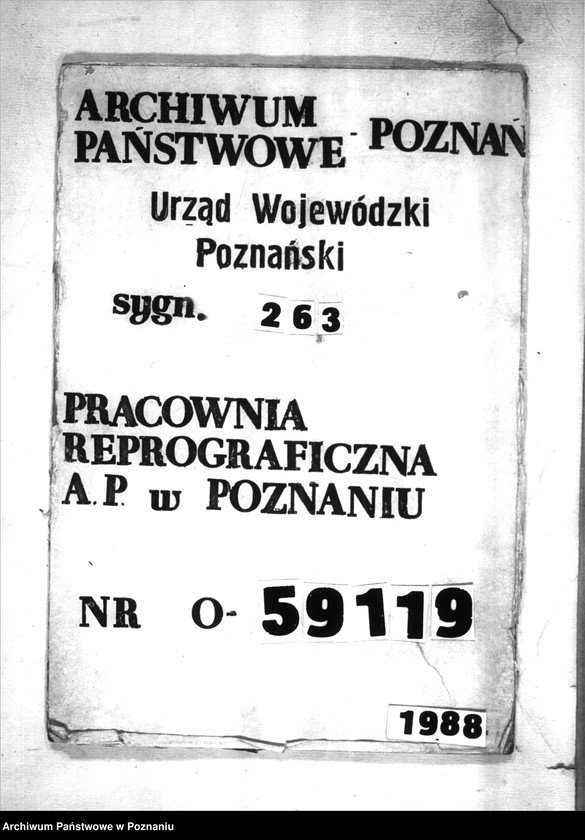 ARCHIWUM
PAŃSTWOWE - POZNAŃ
Urząd Wojewódzki
Poznański
sygn. 263
PRACOWNIA
REPROGRAFICZNA
A.P. w POZNANIU
NR O- 59119
1988
Archiwum Państwowe w Poznaniu